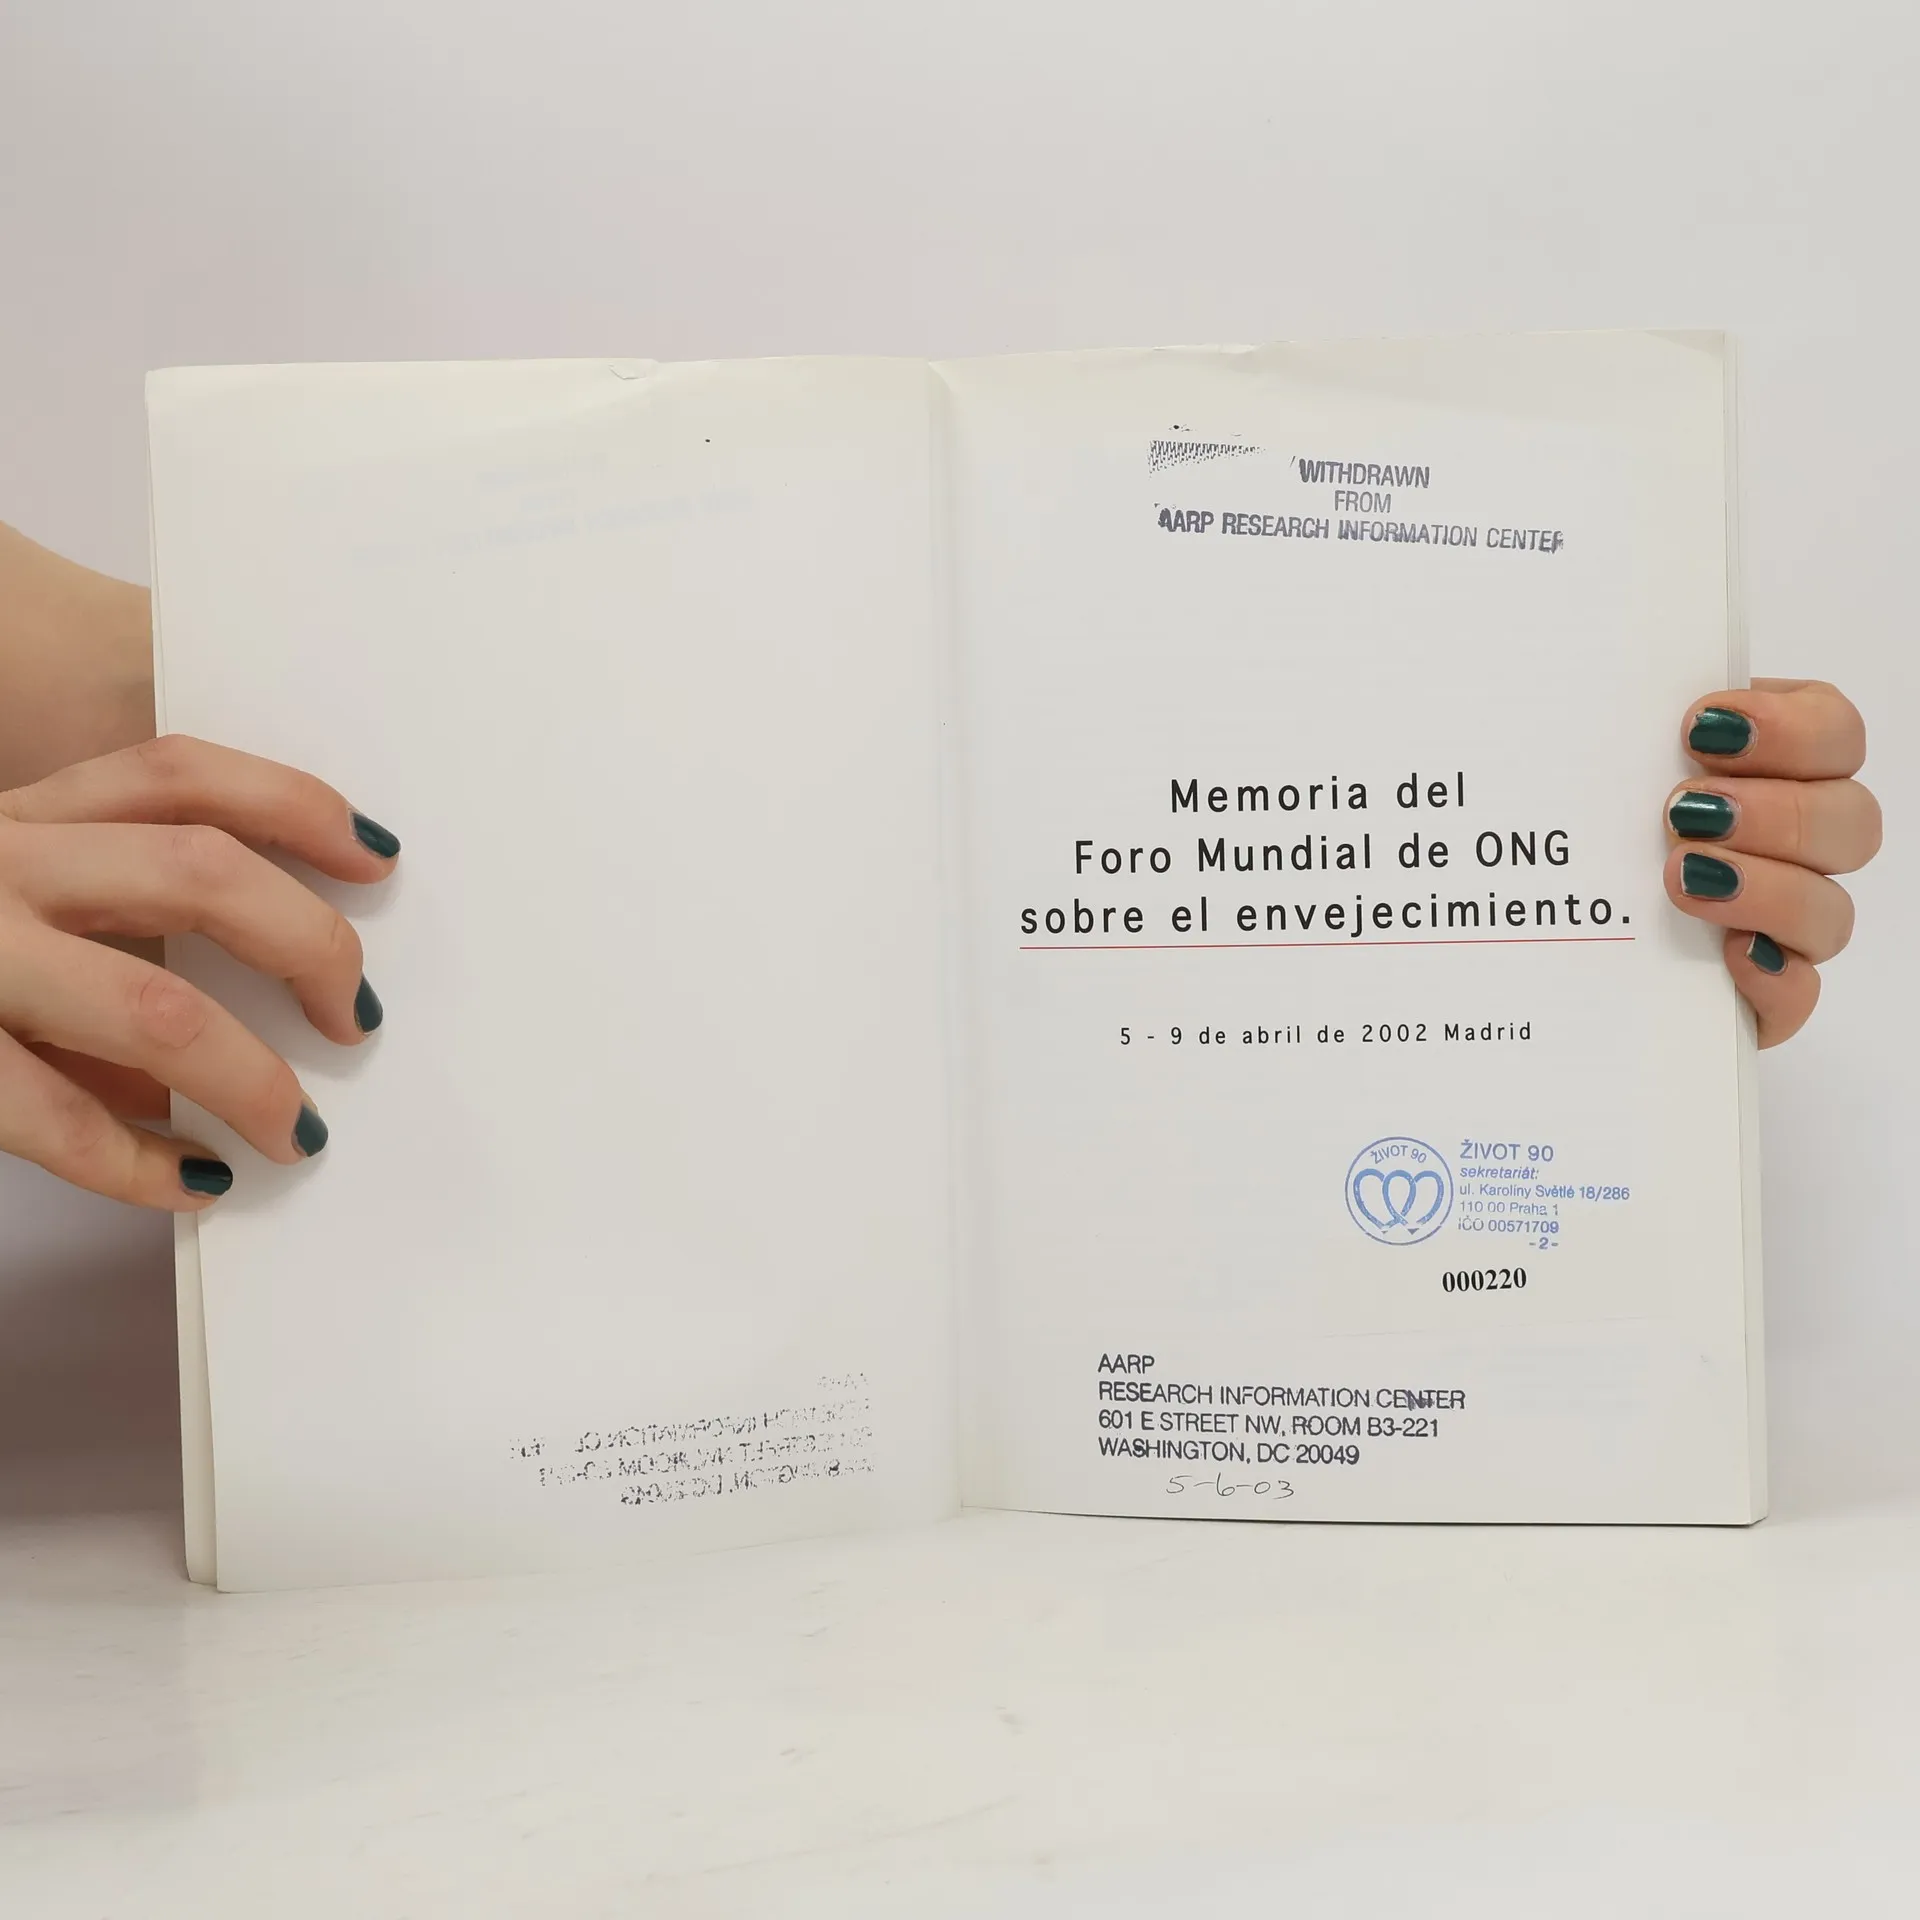 WITHDRAWN
FROM
AARP RESEARCH INFORMATION CENTER
Memoria del
Foro Mundial de ONG
sobre el envejecimiento.
5 - 9 de abril de 2002 Madrid
ŽIVOT 90
ŽIVOT 90
sekretariát:
ul. Karolíny Světlé 18/286
110 00 Praha 1
IČO 00571709
-2-
000220
AARP
RESEARCH INFORMATION CENTER
601 E STREET NW, ROOM B3-221
WASHINGTON, DC 20049
5-6-03